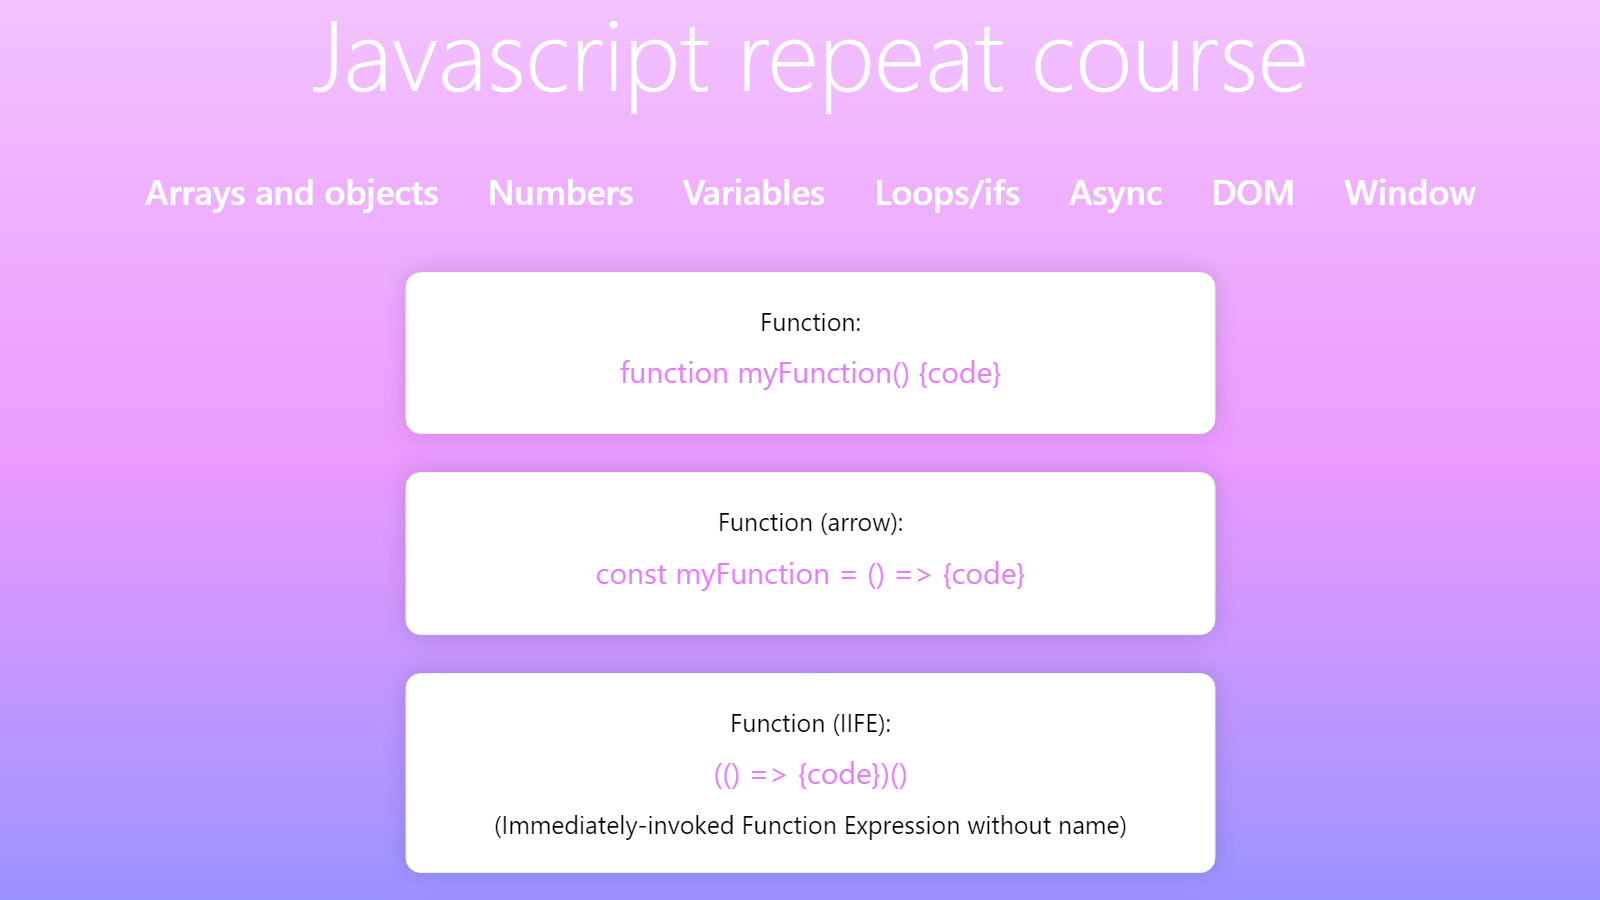 Javascript repeat course
Arrays and objects Numbers Variables Loops/ifs Async DOM Window
Function:
function myFunction() {code}
Function (arrow):
const myFunction = () => {code}
Function (IIFE):
(() => {code})()
(Immediately-invoked Function Expression without name)